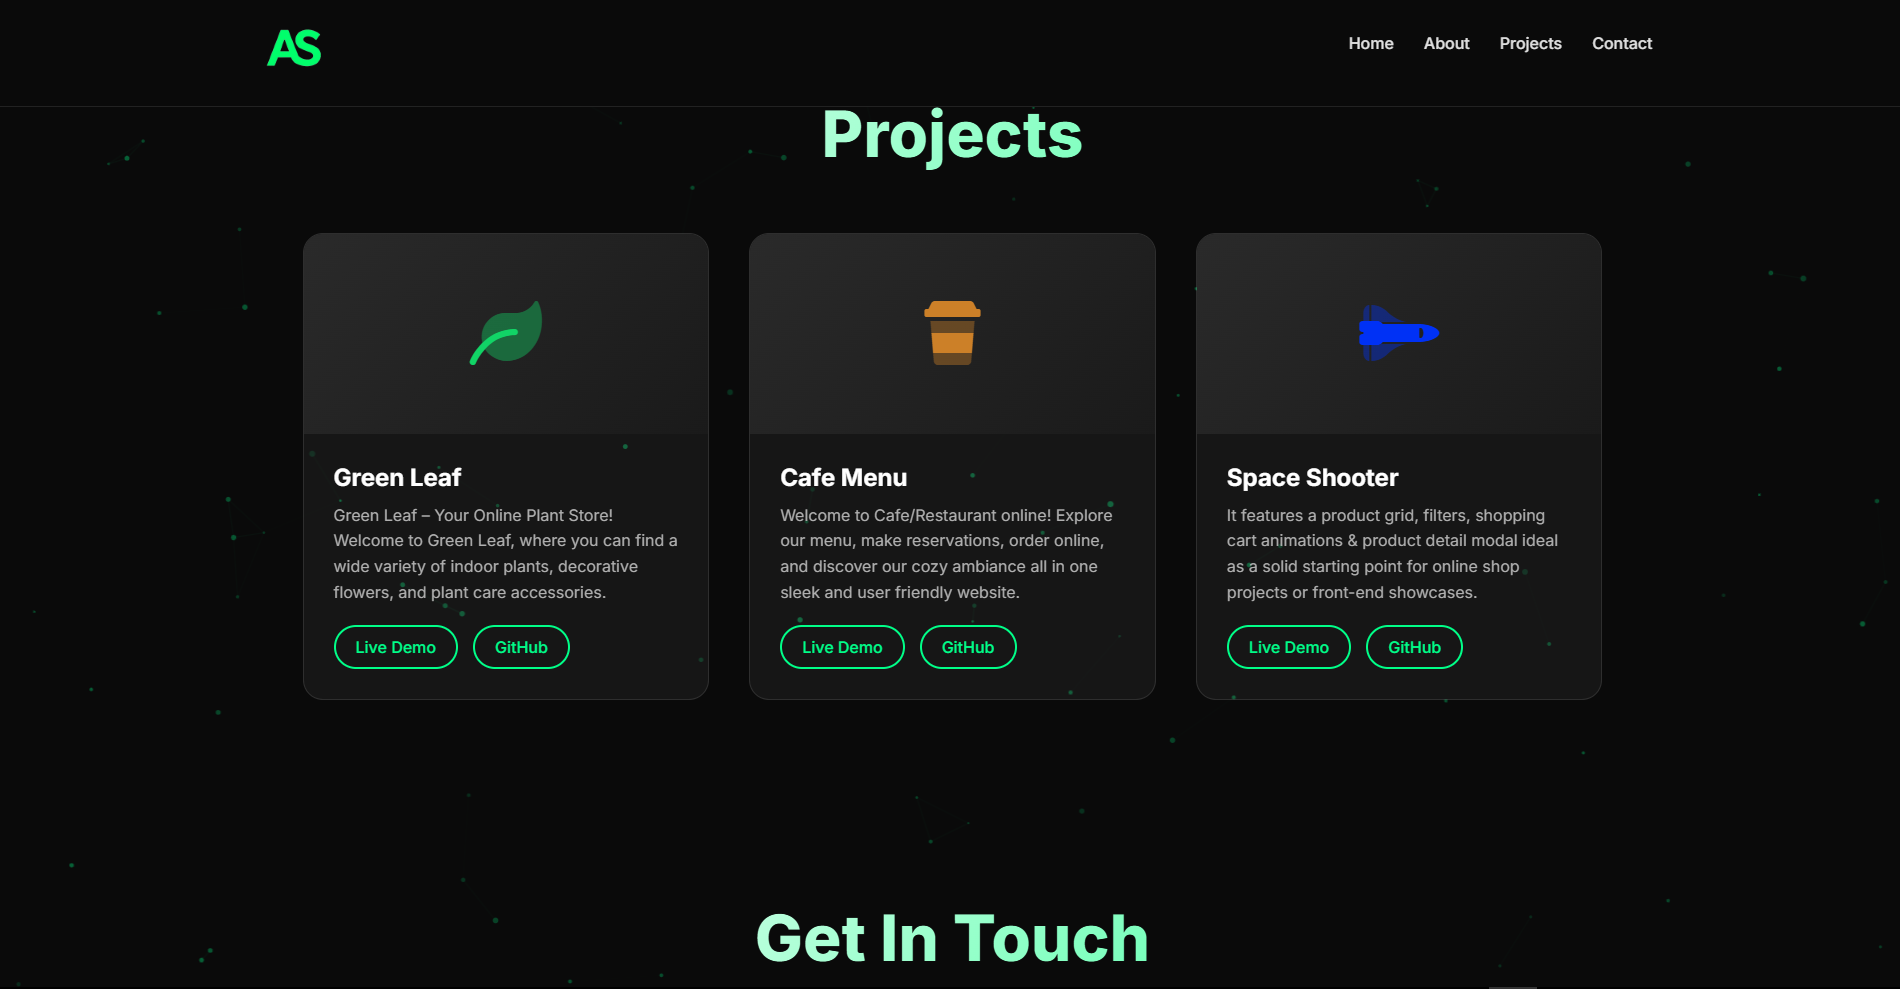 AS
Home About Projects Contact
Projects
Green Leaf
Green Leaf – Your Online Plant Store!
Welcome to Green Leaf, where you can find a
wide variety of indoor plants, decorative
flowers, and plant care accessories.
Live Demo GitHub
Cafe Menu
Welcome to Cafe/Restaurant online! Explore
our menu, make reservations, order online,
and discover our cozy ambiance all in one
sleek and user friendly website.
Live Demo GitHub
Space Shooter
It features a product grid, filters, shopping
cart animations & product detail modal ideal
as a solid starting point for online shop
projects or front-end showcases.
Live Demo GitHub
Get In Touch